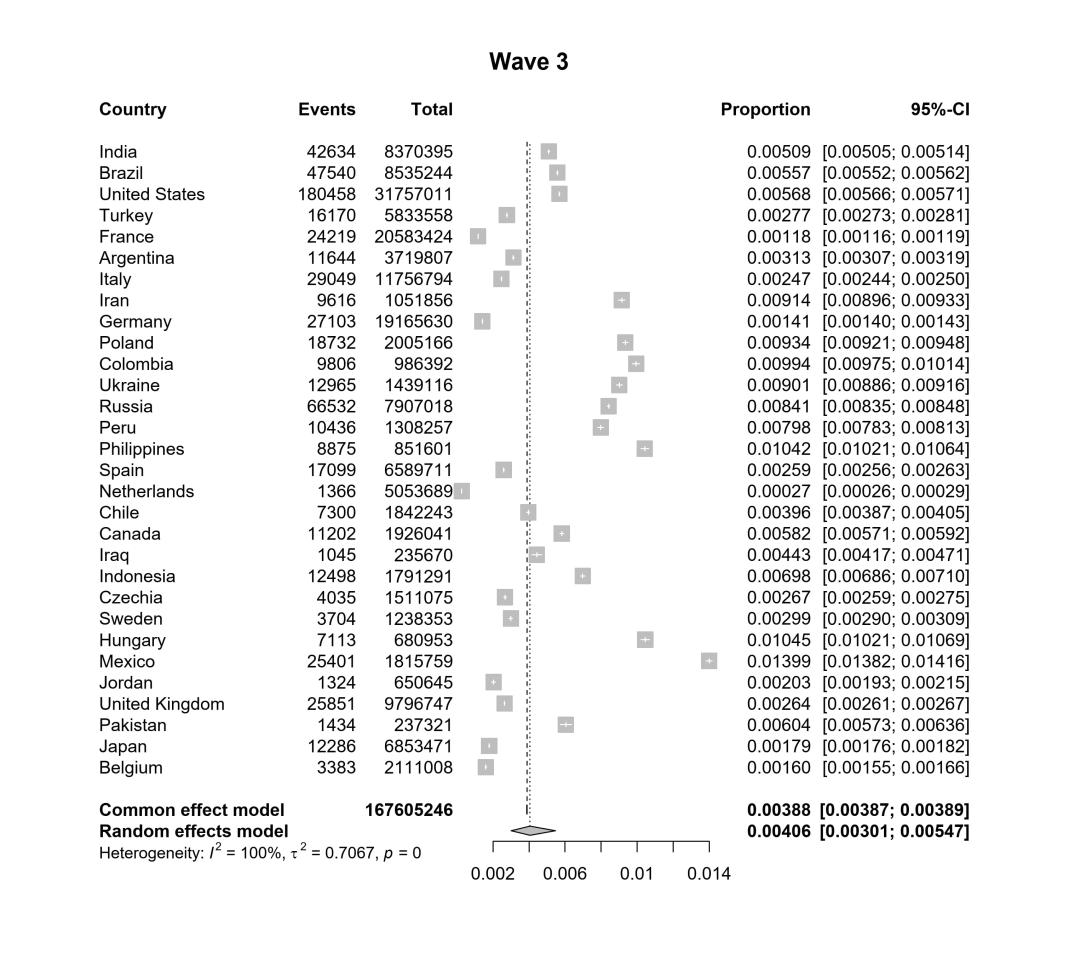 Wave 3
Country Events Total Proportion 95%-CI
India 42634 8370395 0.00509 [0.00505; 0.00514]
Brazil 47540 8535244 0.00557 [0.00552; 0.00562]
United States 180458 31757011 0.00568 [0.00566; 0.00571]
Turkey 16170 5833558 0.00277 [0.00273; 0.00281]
France 24219 20583424 0.00118 [0.00116; 0.00119]
Argentina 11644 3719807 0.00313 [0.00307; 0.00319]
Italy 29049 11756794 0.00247 [0.00244; 0.00250]
Iran 9616 1051856 0.00914 [0.00896; 0.00933]
Germany 27103 19165630 0.00141 [0.00140; 0.00143]
Poland 18732 2005166 0.00934 [0.00921; 0.00948]
Colombia 9806 986392 0.00994 [0.00975; 0.01014]
Ukraine 12965 1439116 0.00901 [0.00886; 0.00916]
Russia 66532 7907018 0.00841 [0.00835; 0.00848]
Peru 10436 1308257 0.00798 [0.00783; 0.00813]
Philippines 8875 851601 0.01042 [0.01021; 0.01064]
Spain 17099 6589711 0.00259 [0.00256; 0.00263]
Netherlands 1366 5053689 0.00027 [0.00026; 0.00029]
Chile 7300 1842243 0.00396 [0.00387; 0.00405]
Canada 11202 1926041 0.00582 [0.00571; 0.00592]
Iraq 1045 235670 0.00443 [0.00417; 0.00471]
Indonesia 12498 1791291 0.00698 [0.00686; 0.00710]
Czechia 4035 1511075 0.00267 [0.00259; 0.00275]
Sweden 3704 1238353 0.00299 [0.00290; 0.00309]
Hungary 7113 680953 0.01045 [0.01021; 0.01069]
Mexico 25401 1815759 0.01399 [0.01382; 0.01416]
Jordan 1324 650645 0.00203 [0.00193; 0.00215]
United Kingdom 25851 9796747 0.00264 [0.00261; 0.00267]
Pakistan 1434 237321 0.00604 [0.00573; 0.00636]
Japan 12286 6853471 0.00179 [0.00176; 0.00182]
Belgium 3383 2111008 0.00160 [0.00155; 0.00166]
Common effect model 167605246 0.00388 [0.00387; 0.00389]
Random effects model 0.00406 [0.00301; 0.00547]
Heterogeneity: I² = 100%, τ² = 0.7067, p = 0
0.002 0.006 0.01 0.014